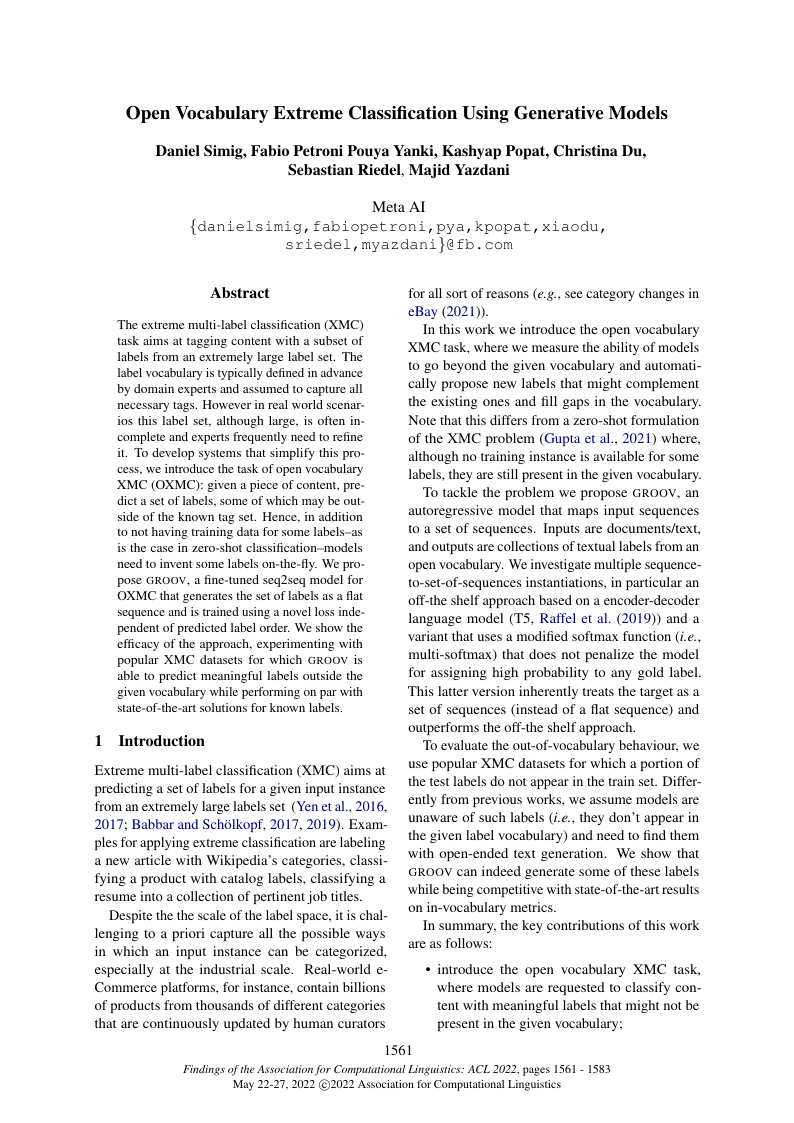 Open Vocabulary Extreme Classification Using Generative Models
Daniel Simig, Fabio Petroni Pouya Yanki, Kashyap Popat, Christina Du,
Sebastian Riedel, Majid Yazdani
Meta AI
{danielsimig,fabiopetroni,pya,kpopat,xiaodu,
sriedel,myazdani}@fb.com
Abstract
The extreme multi-label classification (XMC)
task aims at tagging content with a subset of
labels from an extremely large label set. The
label vocabulary is typically defined in advance
by domain experts and assumed to capture all
necessary tags. However in real world scenar-
ios this label set, although large, is often in-
complete and experts frequently need to refine
it. To develop systems that simplify this pro-
cess, we introduce the task of open vocabulary
XMC (OXMC): given a piece of content, pre-
dict a set of labels, some of which may be out-
side of the known tag set. Hence, in addition
to not having training data for some labels–as
is the case in zero-shot classification–models
need to invent some labels on-the-fly. We pro-
pose GROOV, a fine-tuned seq2seq model for
OXMC that generates the set of labels as a flat
sequence and is trained using a novel loss inde-
pendent of predicted label order. We show the
efficacy of the approach, experimenting with
popular XMC datasets for which GROOV is
able to predict meaningful labels outside the
given vocabulary while performing on par with
state-of-the-art solutions for known labels.
1 Introduction
Extreme multi-label classification (XMC) aims at
predicting a set of labels for a given input instance
from an extremely large labels set (Yen et al., 2016,
2017; Babbar and Schölkopf, 2017, 2019). Exam-
ples for applying extreme classification are labeling
a new article with Wikipedia's categories, classi-
fying a product with catalog labels, classifying a
resume into a collection of pertinent job titles.
Despite the the scale of the label space, it is chal-
lenging to a priori capture all the possible ways
in which an input instance can be categorized,
especially at the industrial scale. Real-world e-
Commerce platforms, for instance, contain billions
of products from thousands of different categories
that are continuously updated by human curators
for all sort of reasons (e.g., see category changes in
eBay (2021)).
In this work we introduce the open vocabulary
XMC task, where we measure the ability of models
to go beyond the given vocabulary and automati-
cally propose new labels that might complement
the existing ones and fill gaps in the vocabulary.
Note that this differs from a zero-shot formulation
of the XMC problem (Gupta et al., 2021) where,
although no training instance is available for some
labels, they are still present in the given vocabulary.
To tackle the problem we propose GROOV, an
autoregressive model that maps input sequences
to a set of sequences. Inputs are documents/text,
and outputs are collections of textual labels from an
open vocabulary. We investigate multiple sequence-
to-set-of-sequences instantiations, in particular an
off-the shelf approach based on a encoder-decoder
language model (T5, Raffel et al. (2019)) and a
variant that uses a modified softmax function (i.e.,
multi-softmax) that does not penalize the model
for assigning high probability to any gold label.
This latter version inherently treats the target as a
set of sequences (instead of a flat sequence) and
outperforms the off-the shelf approach.
To evaluate the out-of-vocabulary behaviour, we
use popular XMC datasets for which a portion of
the test labels do not appear in the train set. Differ-
ently from previous works, we assume models are
unaware of such labels (i.e., they don't appear in
the given label vocabulary) and need to find them
with open-ended text generation. We show that
GROOV can indeed generate some of these labels
while being competitive with state-of-the-art results
on in-vocabulary metrics.
In summary, the key contributions of this work
are as follows:
• introduce the open vocabulary XMC task,
where models are requested to classify con-
tent with meaningful labels that might not be
present in the given vocabulary;
1561
Findings of the Association for Computational Linguistics: ACL 2022, pages 1561 - 1583
May 22-27, 2022 ©2022 Association for Computational Linguistics